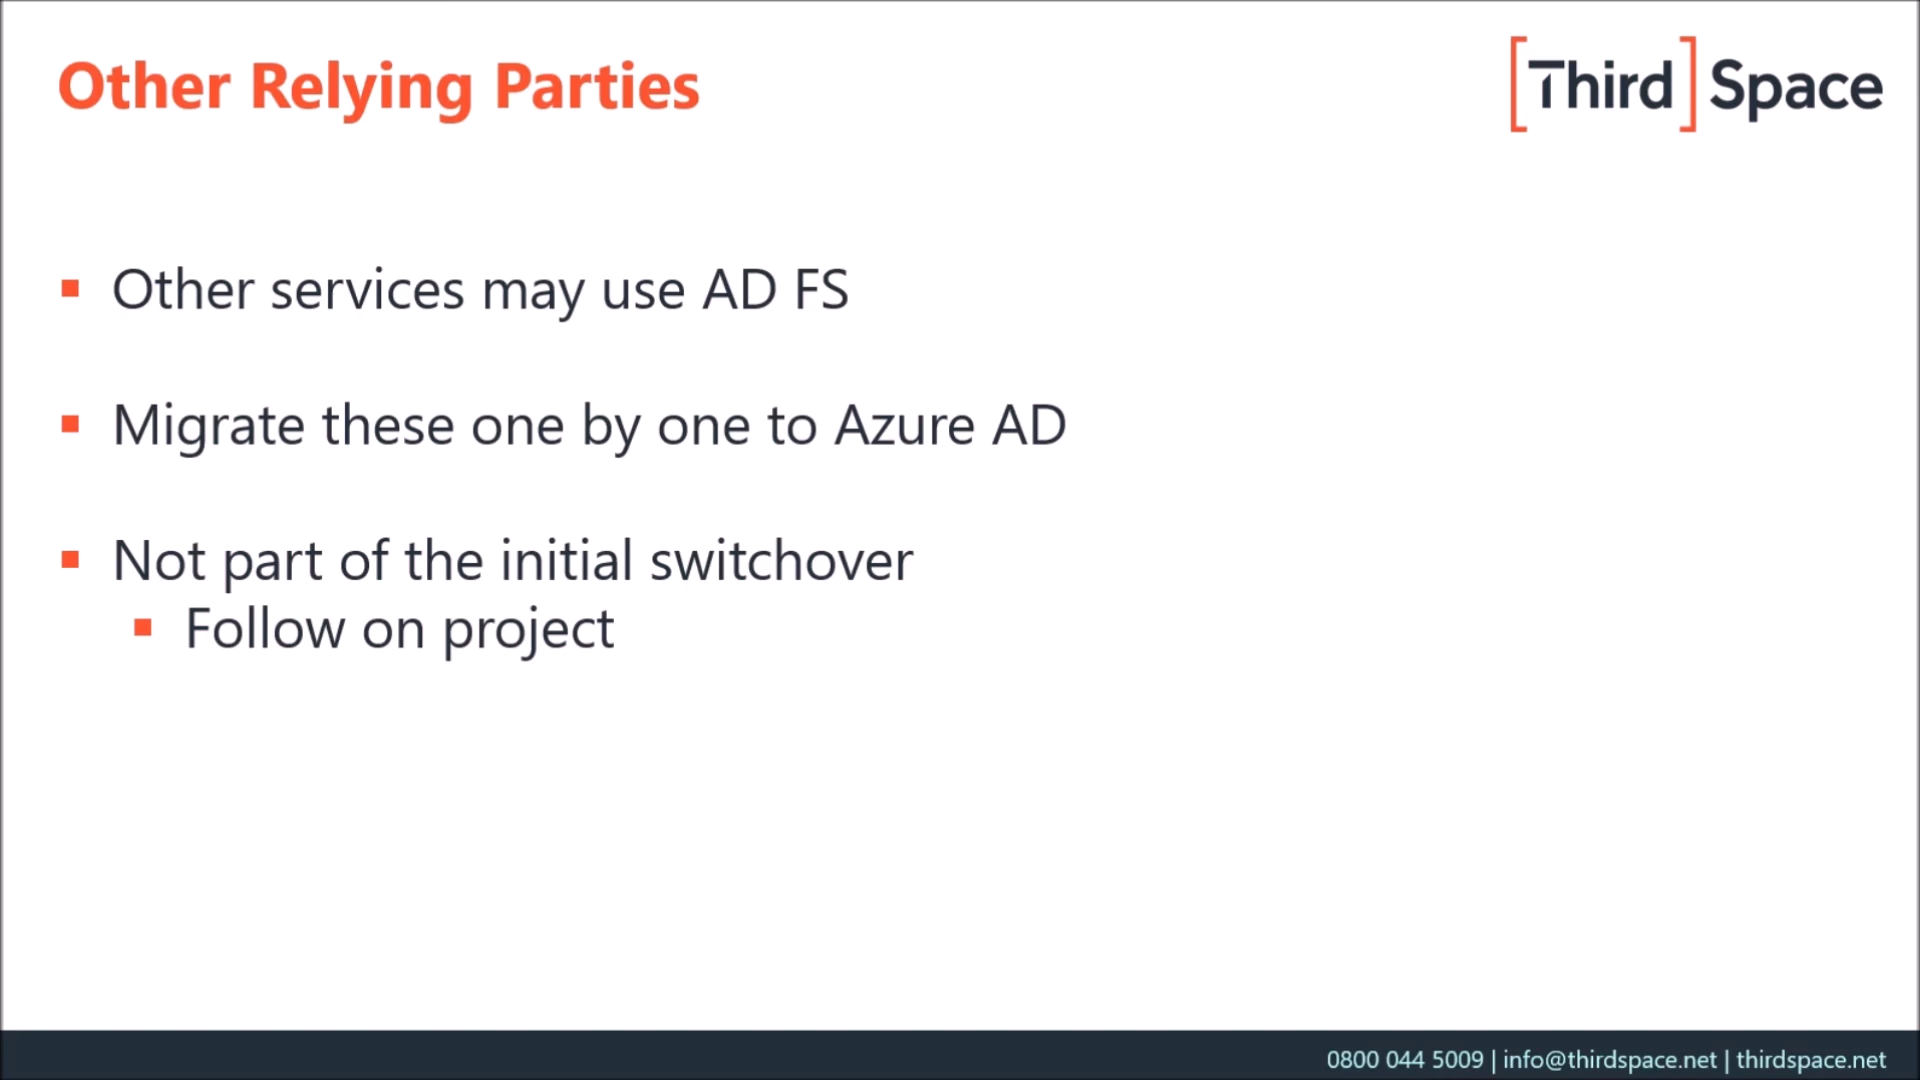 Other Relying Parties
[Third] Space
Other services may use AD FS
Migrate these one by one to Azure AD
Not part of the initial switchover
Follow on project
0800 044 5009 | info@thirdspace.net | thirdspace.net